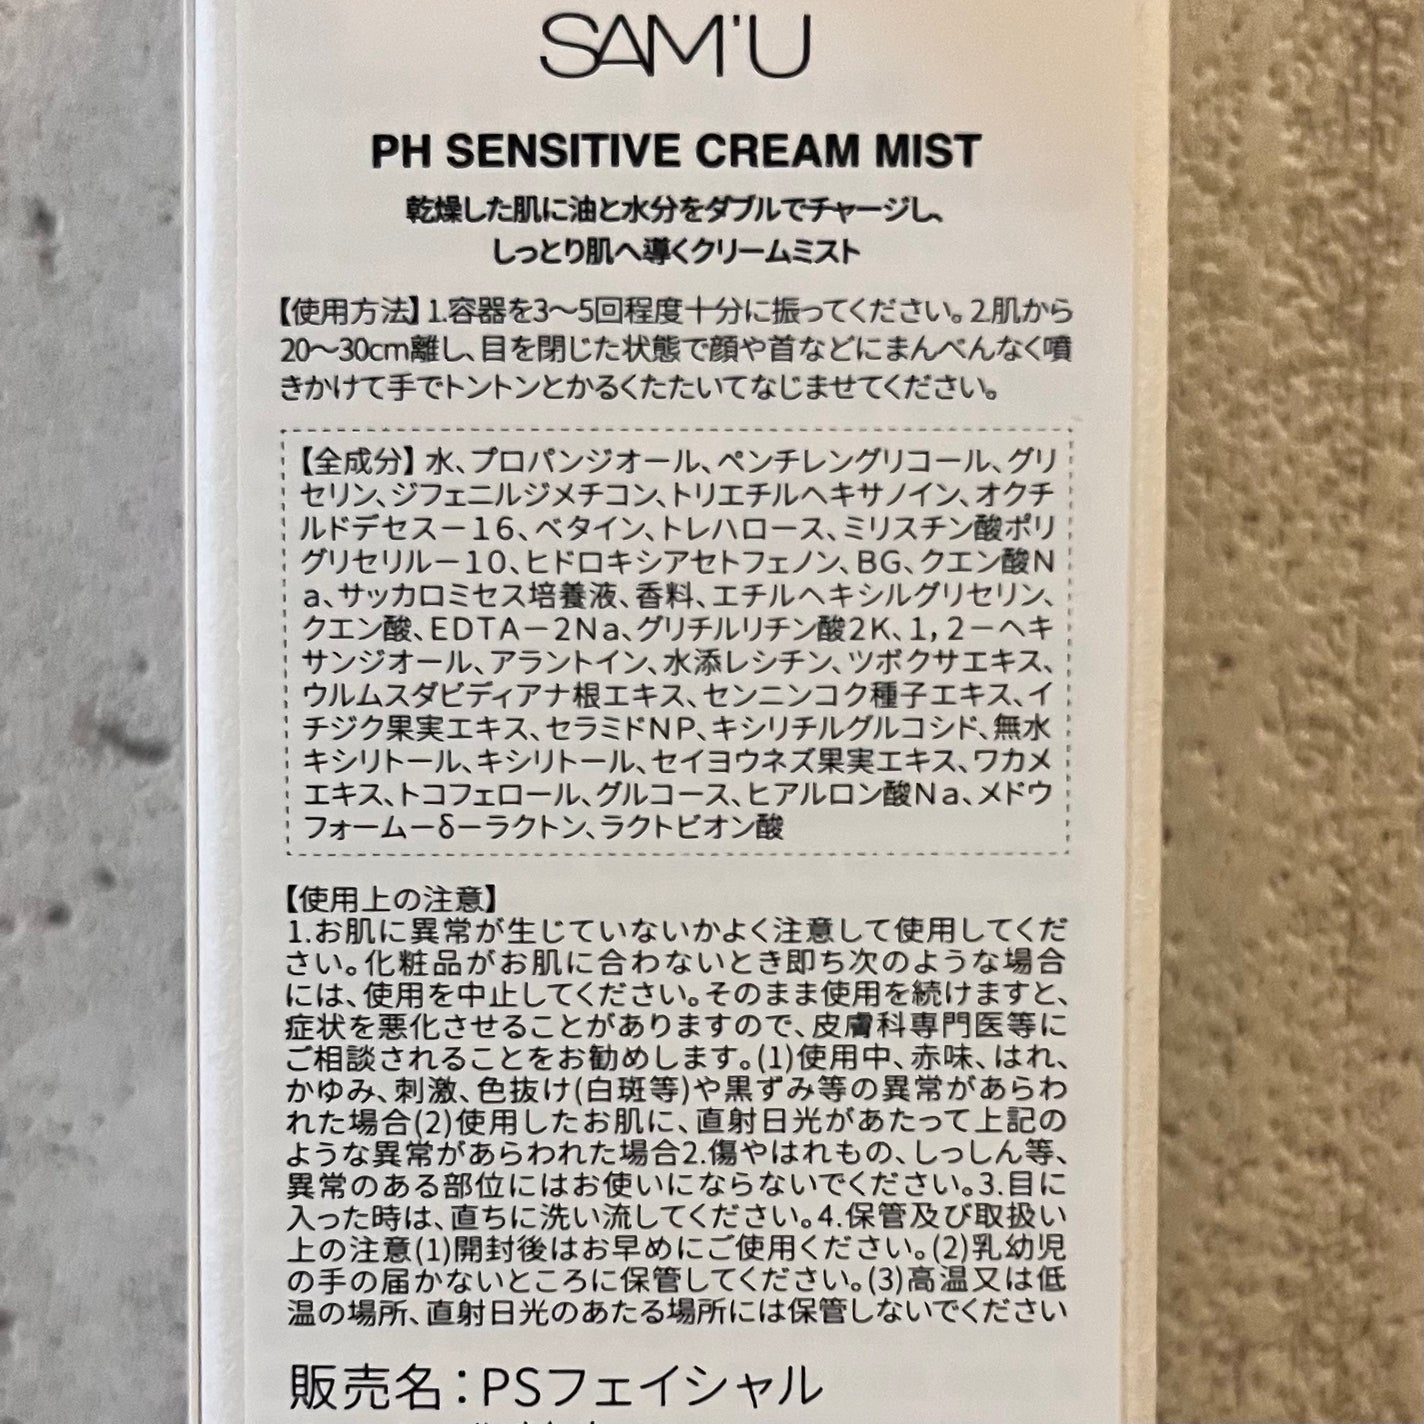 SAM'U
PH SENSITIVE CREAM MIST
乾燥した肌に油と水分をダブルでチャージし、
しっとり肌へ導くクリームミスト
【使用方法】1.容器を3〜5回程度十分に振ってください。2.肌から
20〜30cm離し、目を閉じた状態で顔や首などにまんべんなく噴
きかけて手でトントンとかるくたたいてなじませてください。
【全成分】水、プロパンジオール、ペンチレングリコール、グリ
セリン、ジフェニルジメチコン、トリエチルヘキサノイン、オクチ
ルドデセスー16、ベタイン、トレハロース、ミリスチン酸ポリ
グリセリルー10、ヒドロキシアセトフェノン、BG、クエン酸N
a、サッカロミセス培養液、香料、エチルヘキシルグリセリン、
クエン酸、EDTAー2Na、グリチルリチン酸2K、1,2ーヘキ
サンジオール、アラントイン、水添レシチン、ツボクサエキス、
ウルムスダビディアナ根エキス、センニンコク種子エキス、イ
チジク果実エキス、セラミドNP、キシリチルグルコシド、無水
キシリトール、キシリトール、セイヨウネズ果実エキス、ワカメ
エキス、トコフェロール、グルコース、ヒアルロン酸Na、メドウ
フォームーδーラクトン、ラクトビオン酸
【使用上の注意】
1.お肌に異常が生じていないかよく注意して使用してくだ
さい。化粧品がお肌に合わないとき即ち次のような場合
には、使用を中止してください。そのまま使用を続けますと、
症状を悪化させることがありますので、皮膚科専門医等に
ご相談されることをお勧めします。(1)使用中、赤味、はれ、
かゆみ、刺激、色抜け(白斑等)や黒ずみ等の異常があらわ
れた場合(2)使用したお肌に、直射日光があたって上記の
ような異常があらわれた場合2.傷やはれもの、しっしん等、
異常のある部位にはお使いにならないでください。3.目に
入った時は、直ちに洗い流してください。4.保管及び取扱い
上の注意(1)開封後はお早めにご使用ください。(2)乳幼児
の手の届かないところに保管してください。(3)高温又は低
温の場所、直射日光のあたる場所には保管しないでください
販売名：PSフェイシャル